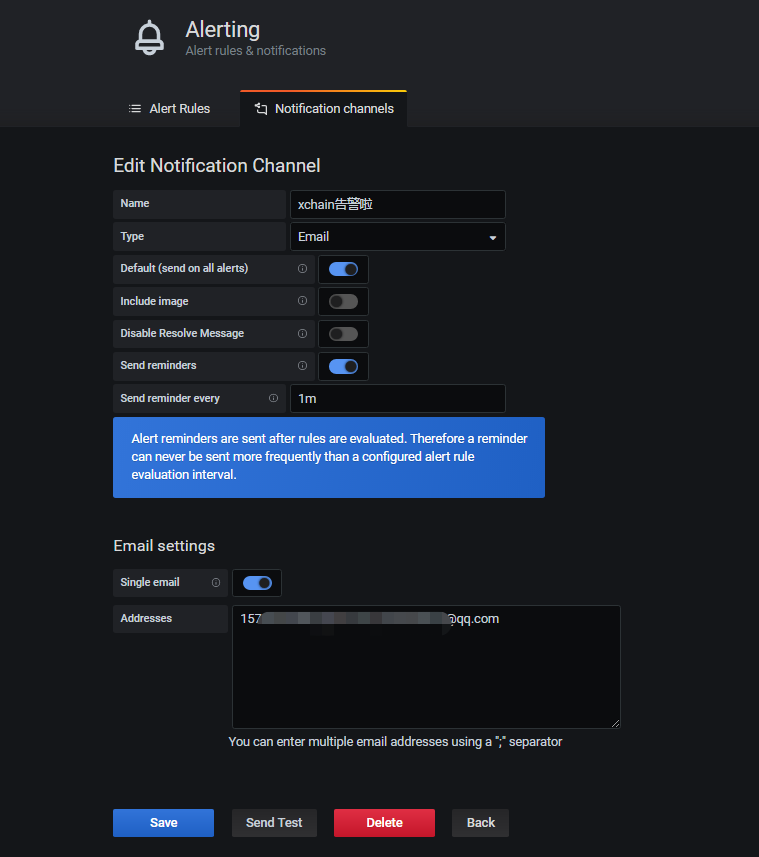 Alerting
Alert rules & notifications
Alert Rules
Notification channels
Edit Notification Channel
Name
xchain告警啦
Type
Email
Default (send on all alerts)
Include image
Disable Resolve Message
Send reminders
Send reminder every
1m
Alert reminders are sent after rules are evaluated. Therefore a reminder
can never be sent more frequently than a configured alert rule
evaluation interval.
Email settings
Single email
Addresses
157
@qq.com
You can enter multiple email addresses using a ";" separator
Save
Send Test
Delete
Back